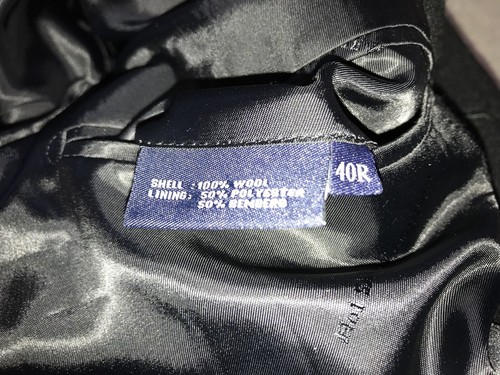 SHELL : 100% WOOL
LINING: 50% POLYESTER
50% BEMBERG
40R